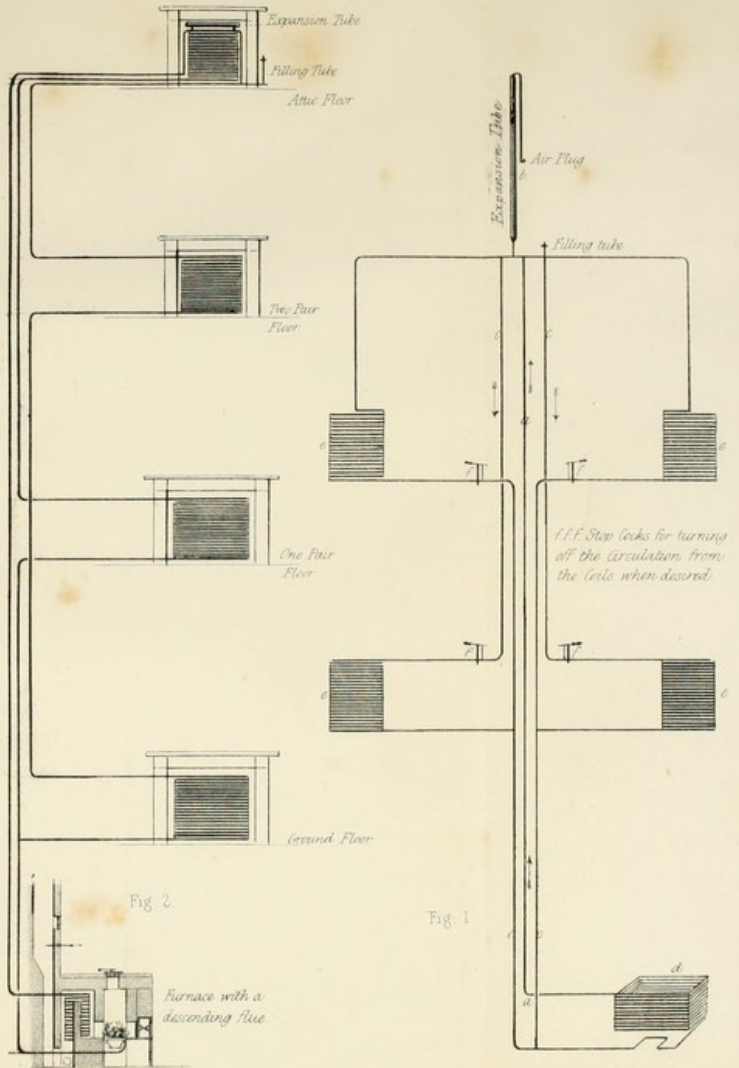 Expansion Tube
Filling Tube
Attic Floor
Two Pair
Floor
One Pair
Floor
Ground Floor
Fig. 2.
Furnace with a
descending flue
Expansion Tube
Air Plug
b
Filling tube
c
c
a
e
e
f
f
f.f.f. Stop Cocks for turning
off the Circulation from
the Coils when desired
f
f
e
e
Fig. 1
c
d
a